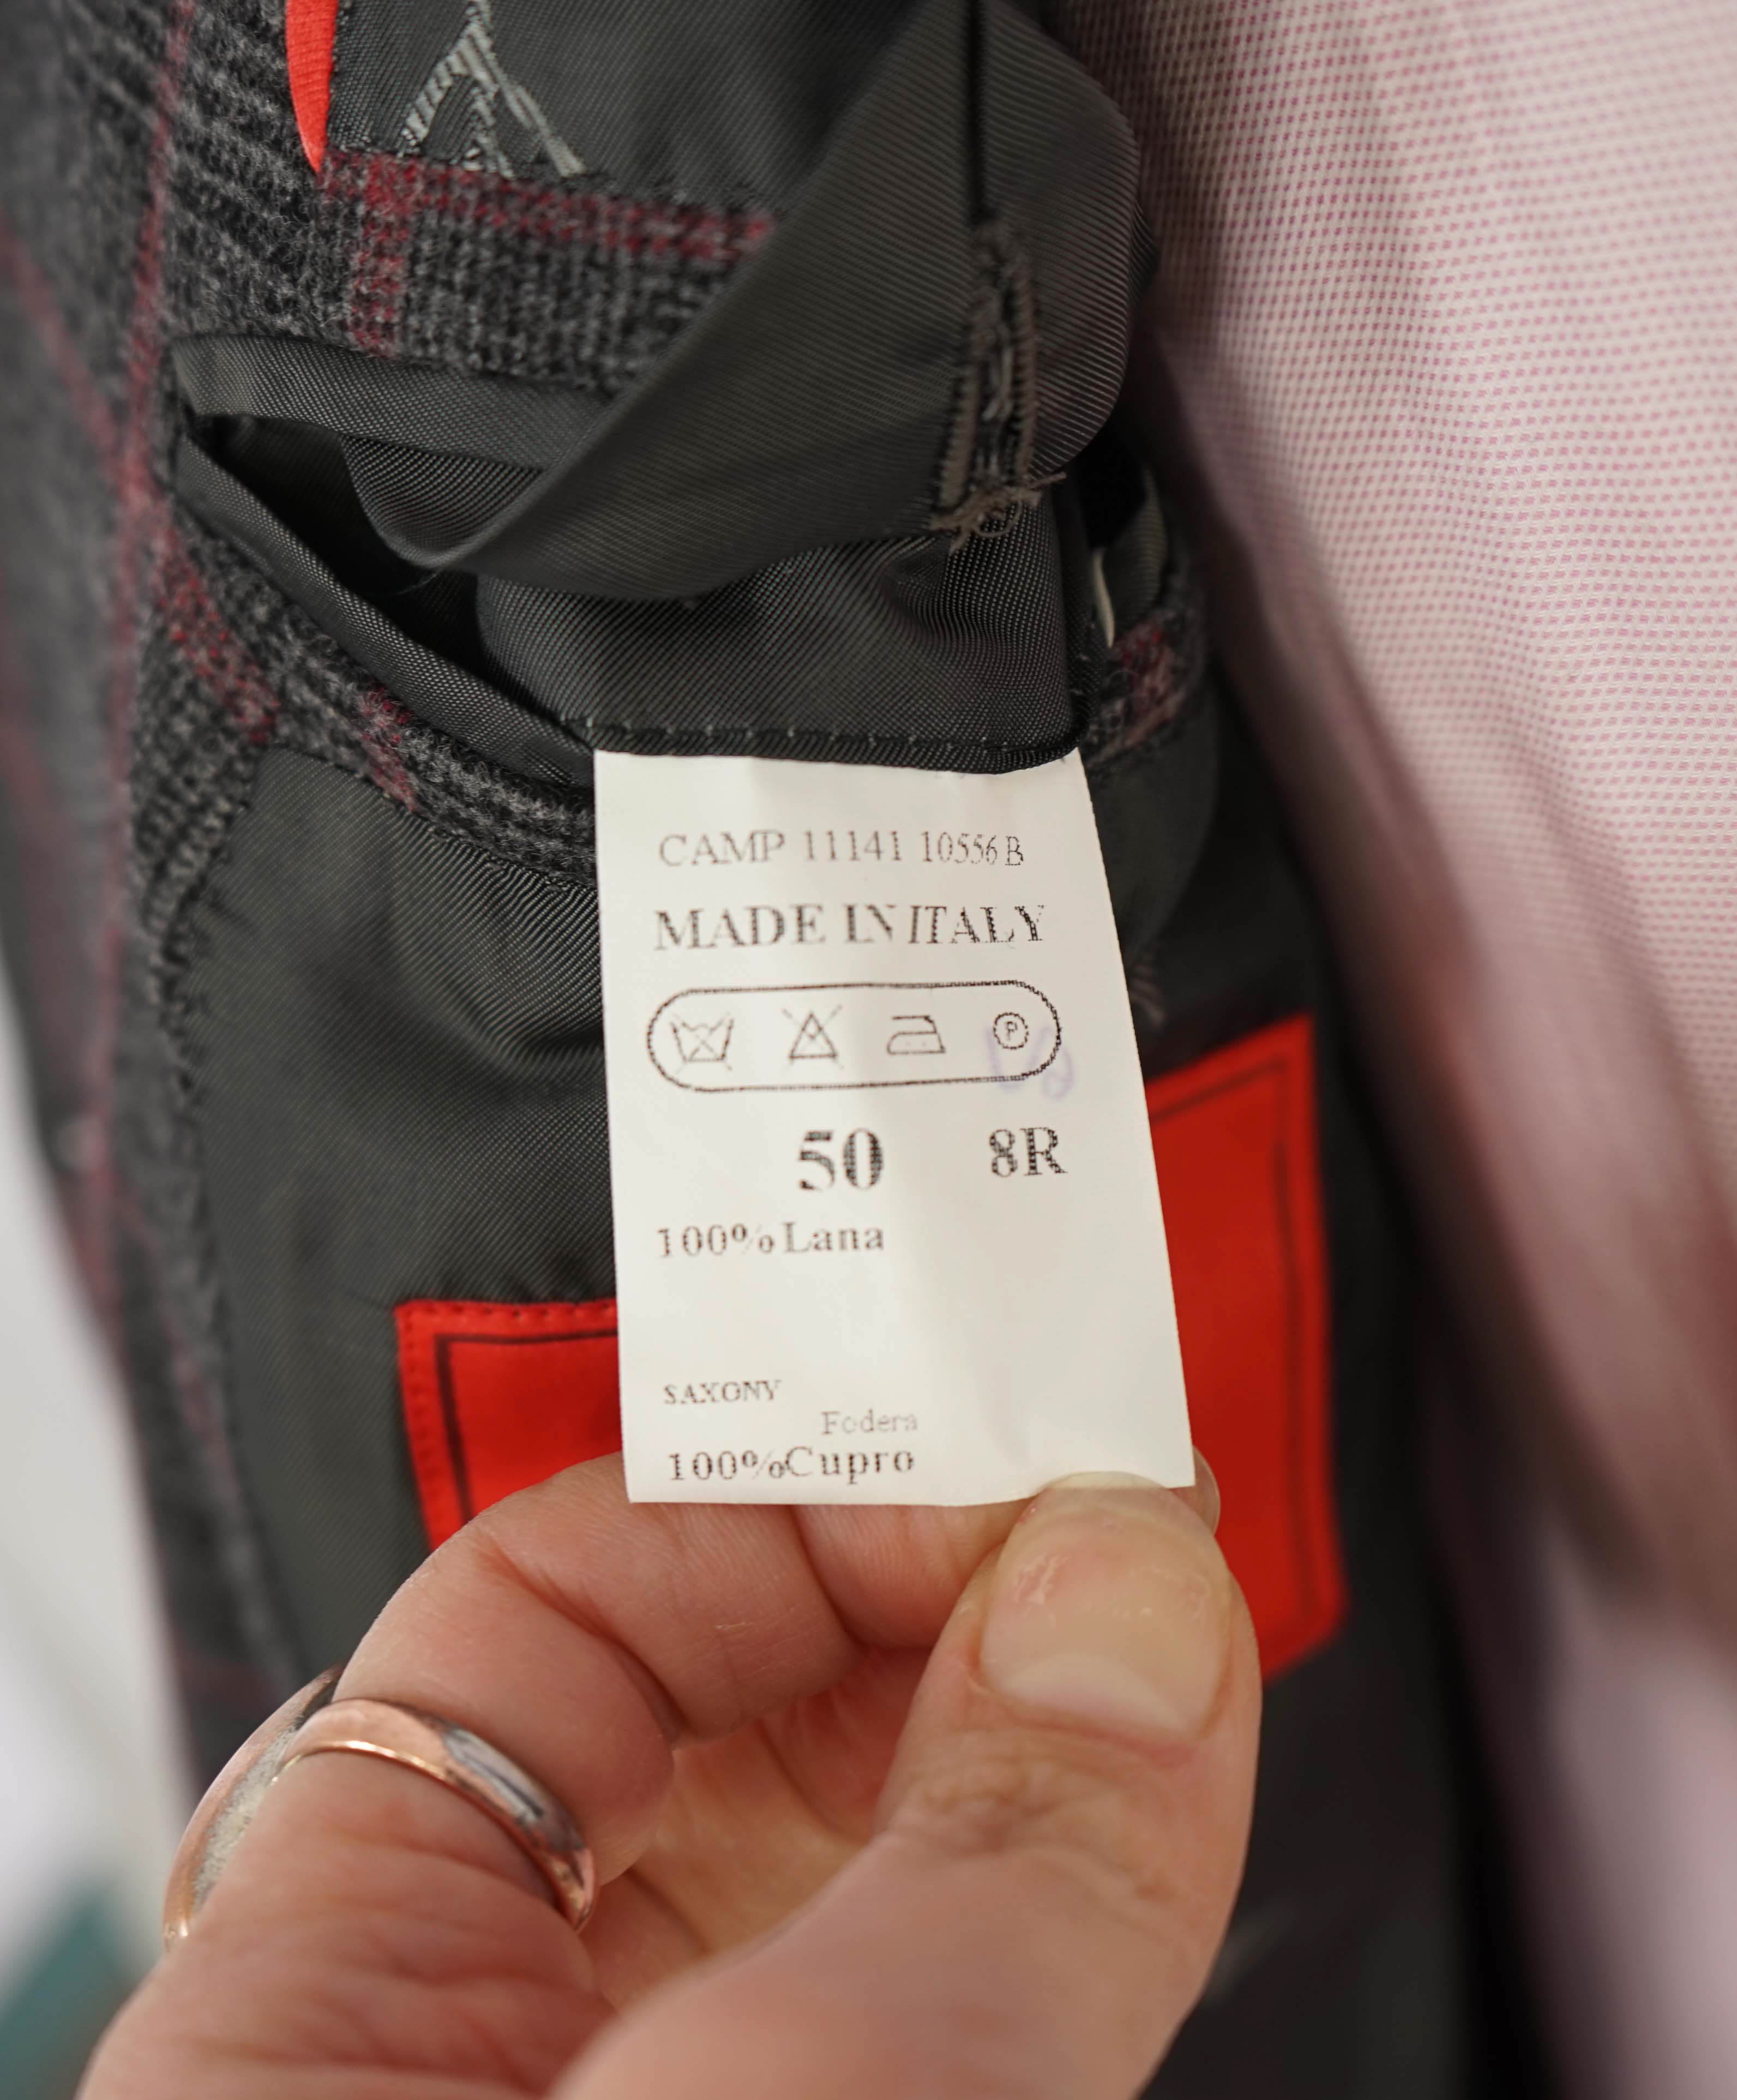 CAMP 11141 10556 B
MADE IN ITALY
P
50 8R
100% Lana
SAXONY
Fodera
100%Cupro